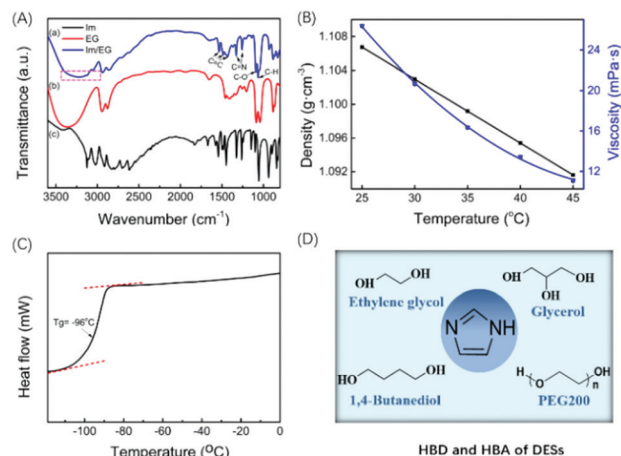 (A)
Im
EG
Im/EG
(a)
(b)
(c)
C=C
C=N
C-O
C-H
Transmittance (a.u.)
3500 3000 2500 2000 1500 1000
Wavenumber (cm-1)
(B)
1.108
1.104
1.100
1.096
1.092
Density (g·cm-3)
24
20
16
12
Viscosity (mPa·s)
25 30 35 40 45
Temperature (°C)
(C)
Tg= -96°C
Heat flow (mW)
-100 -80 -60 -40 -20 0
Temperature (°C)
(D)
OH
OH
Ethylene glycol
OH
OH
OH
Glycerol
N
NH
HO
OH
1,4-Butanediol
H
O
n
OH
PEG200
HBD and HBA of DESs